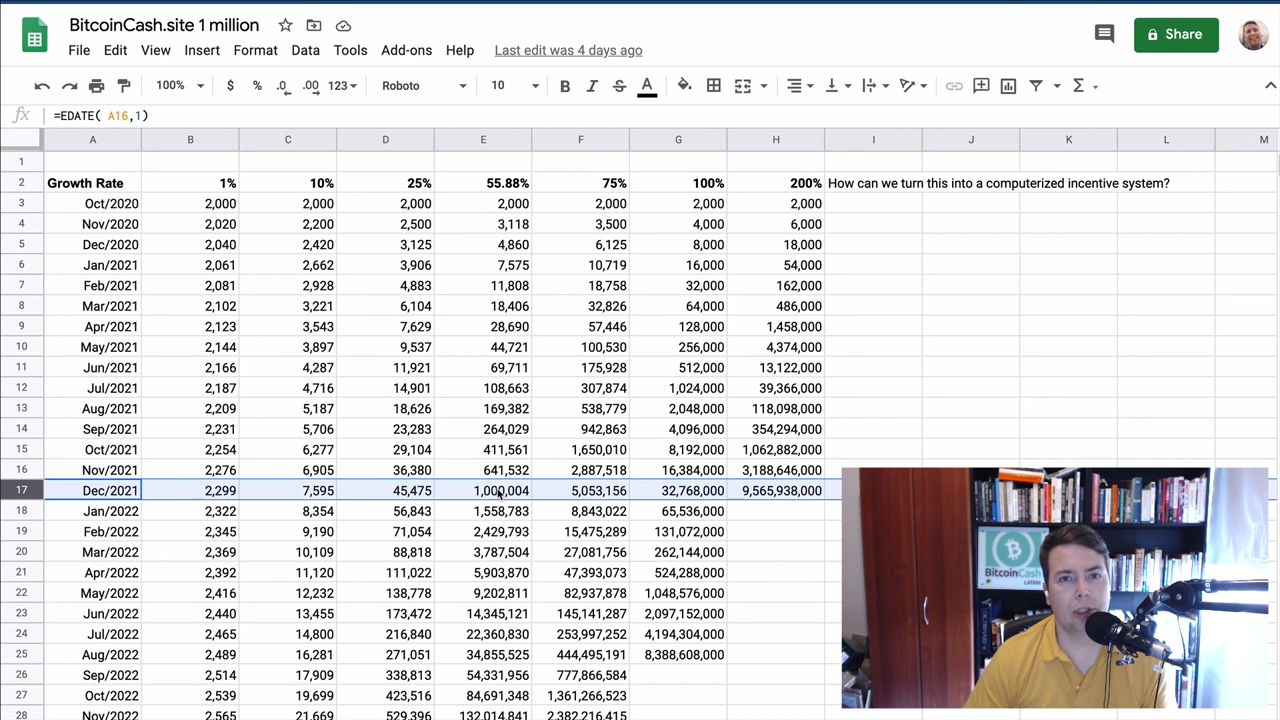 BitcoinCash.site 1 million
File Edit View Insert Format Data Tools Add-ons Help Last edit was 4 days ago
Share
100% $ % .0 .00 123 Roboto 10 B I S A
fx =EDATE( A16,1)
A B C D E F G H I J K L M
1
2 Growth Rate 1% 10% 25% 55.88% 75% 100% 200% How can we turn this into a computerized incentive system?
3 Oct/2020 2,000 2,000 2,000 2,000 2,000 2,000 2,000
4 Nov/2020 2,020 2,200 2,500 3,118 3,500 4,000 6,000
5 Dec/2020 2,040 2,420 3,125 4,860 6,125 8,000 18,000
6 Jan/2021 2,061 2,662 3,906 7,575 10,719 16,000 54,000
7 Feb/2021 2,081 2,928 4,883 11,808 18,758 32,000 162,000
8 Mar/2021 2,102 3,221 6,104 18,406 32,826 64,000 486,000
9 Apr/2021 2,123 3,543 7,629 28,690 57,446 128,000 1,458,000
10 May/2021 2,144 3,897 9,537 44,721 100,530 256,000 4,374,000
11 Jun/2021 2,166 4,287 11,921 69,711 175,928 512,000 13,122,000
12 Jul/2021 2,187 4,716 14,901 108,663 307,874 1,024,000 39,366,000
13 Aug/2021 2,209 5,187 18,626 169,382 538,779 2,048,000 118,098,000
14 Sep/2021 2,231 5,706 23,283 264,029 942,863 4,096,000 354,294,000
15 Oct/2021 2,254 6,277 29,104 411,561 1,650,010 8,192,000 1,062,882,000
16 Nov/2021 2,276 6,905 36,380 641,532 2,887,518 16,384,000 3,188,646,000
17 Dec/2021 2,299 7,595 45,475 1,000,004 5,053,156 32,768,000 9,565,938,000
18 Jan/2022 2,322 8,354 56,843 1,558,783 8,843,022 65,536,000
19 Feb/2022 2,345 9,190 71,054 2,429,793 15,475,289 131,072,000
20 Mar/2022 2,369 10,109 88,818 3,787,504 27,081,756 262,144,000
21 Apr/2022 2,392 11,120 111,022 5,903,870 47,393,073 524,288,000
22 May/2022 2,416 12,232 138,778 9,202,811 82,937,878 1,048,576,000
23 Jun/2022 2,440 13,455 173,472 14,345,121 145,141,287 2,097,152,000
24 Jul/2022 2,465 14,800 216,840 22,360,830 253,997,252 4,194,304,000
25 Aug/2022 2,489 16,281 271,051 34,855,525 444,495,191 8,388,608,000
26 Sep/2022 2,514 17,909 338,813 54,331,956 777,866,584
27 Oct/2022 2,539 19,699 423,516 84,691,348 1,361,266,523
28 Nov/2022 2,565 21,669 529,396 132,014,841 2,382,216,415
BitcoinCash
LATAM